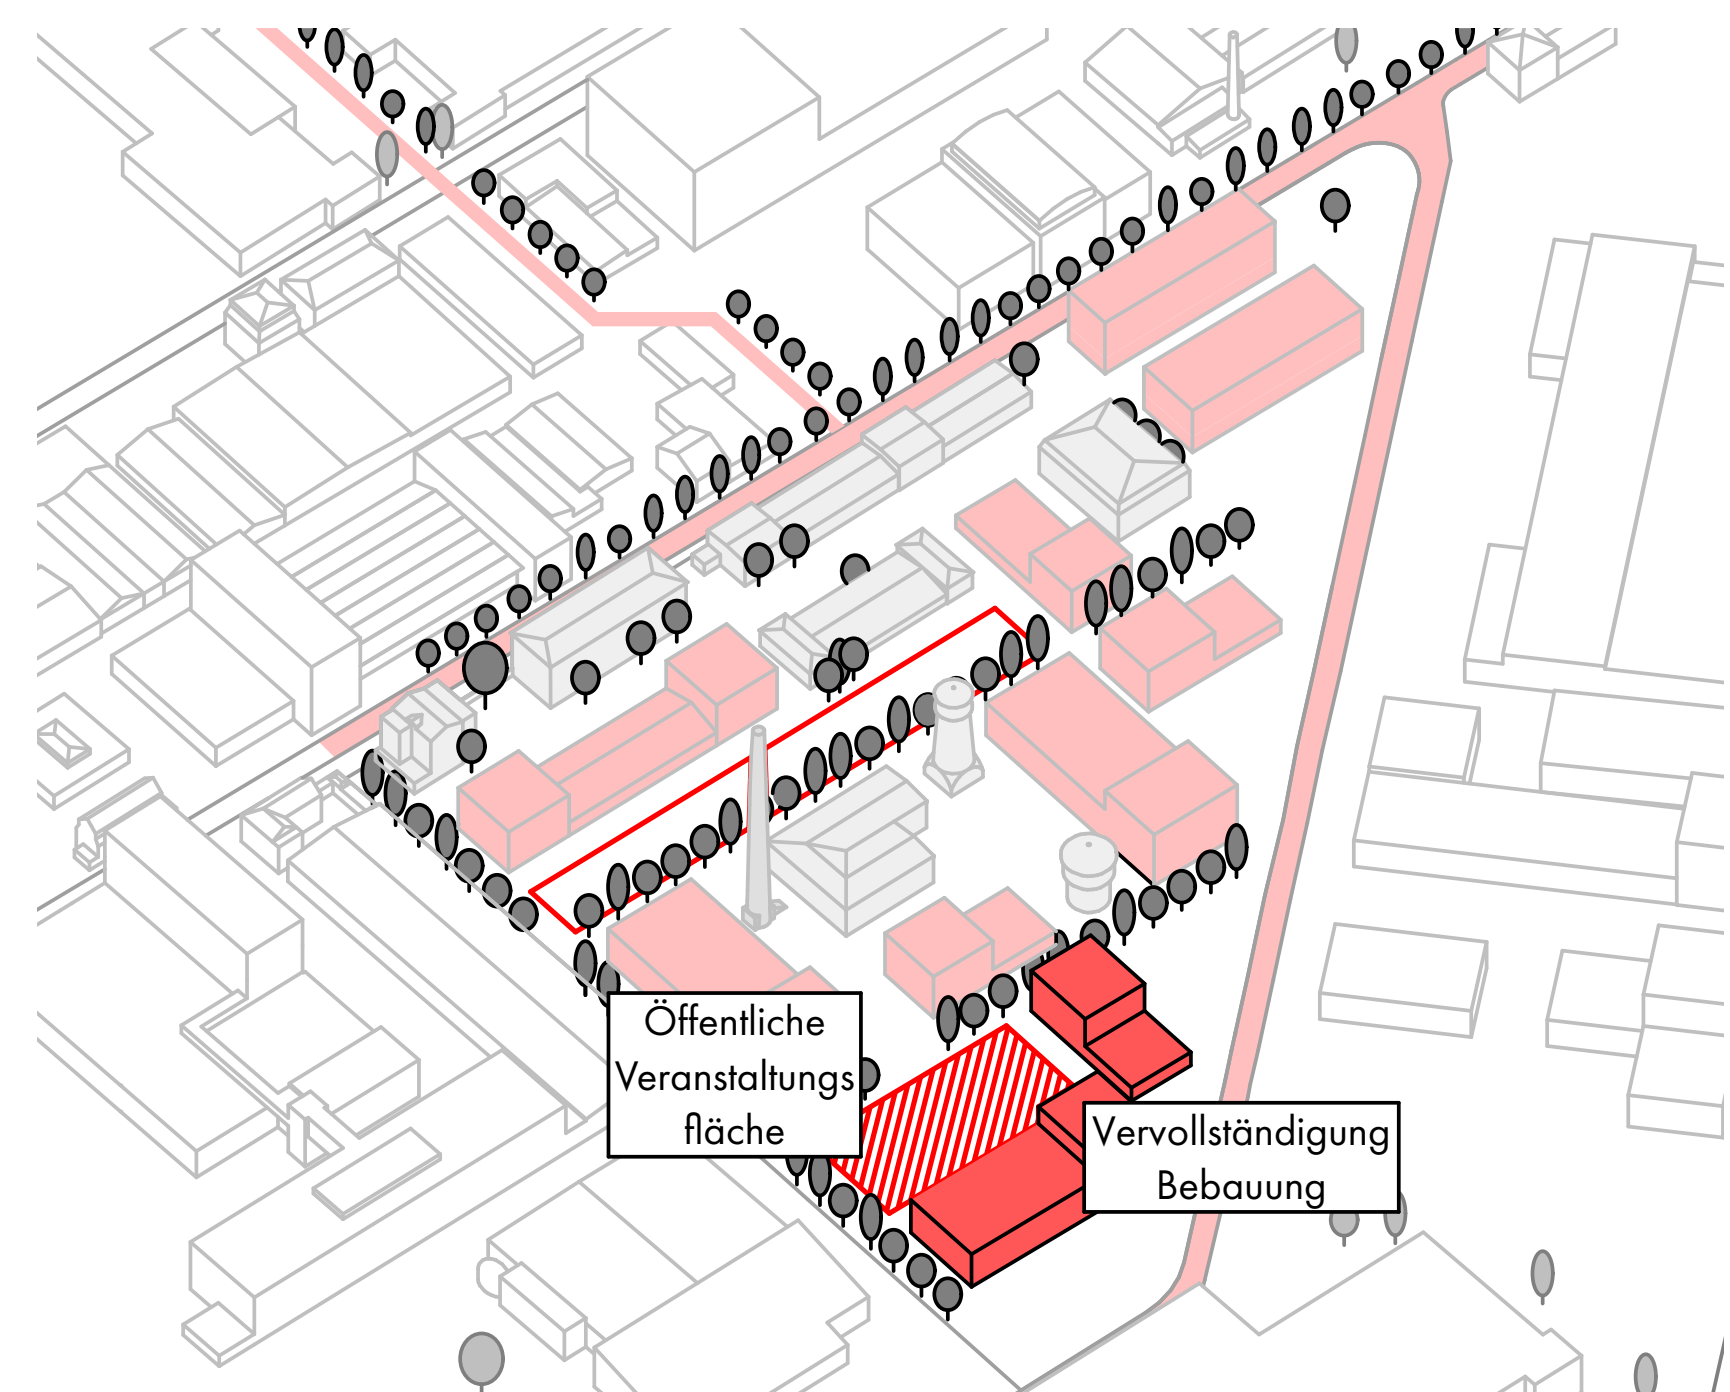 Öffentliche
Veranstaltungs
fläche
Vervollständigung
Bebauung